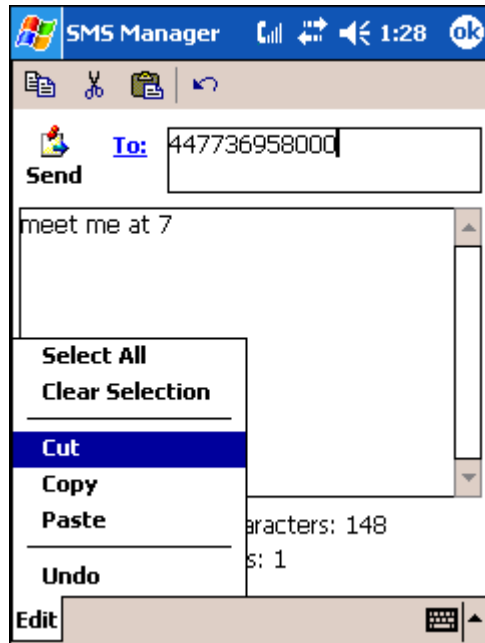 SMS Manager 1:28 ok
Send To: 447736958000
meet me at 7
Select All
Clear Selection
Cut
Copy
Paste
aracters: 148
s: 1
Undo
Edit